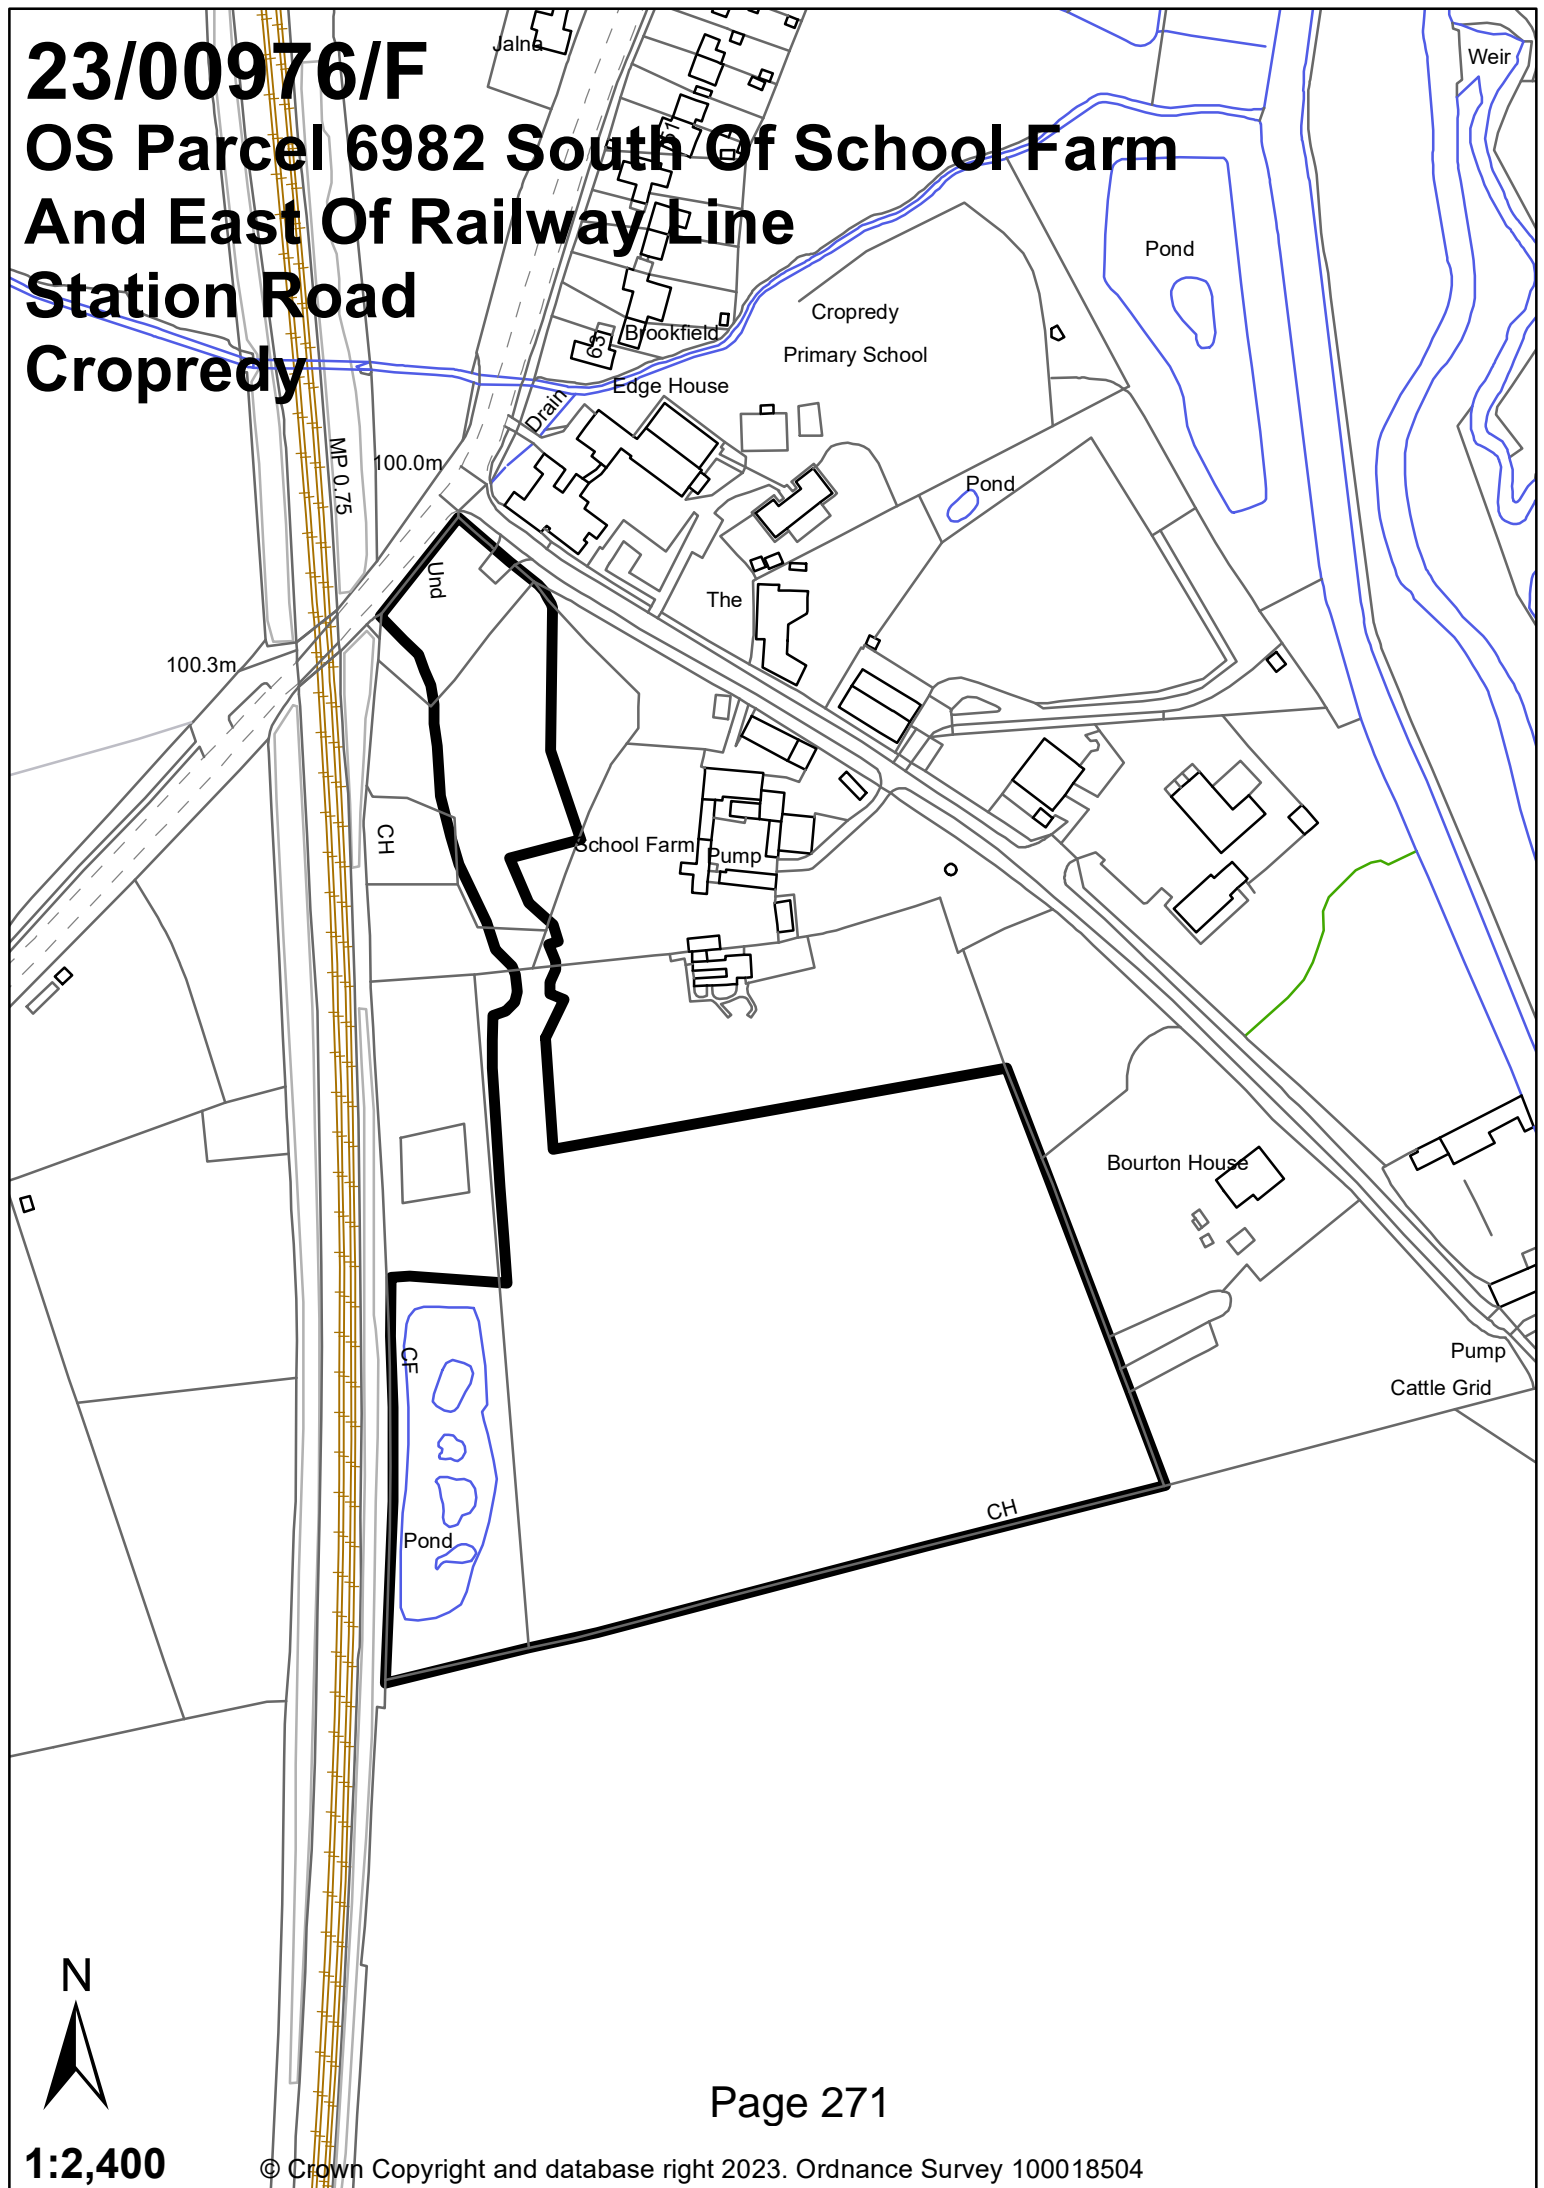 23/00976/F
OS Parcel 6982 South Of School Farm
And East Of Railway Line
Station Road
Cropredy
Jalna
Weir
51
Pond
Cropredy
Primary School
Brookfield
63
Edge House
Drain
MP 0.75
100.0m
Pond
Und
The
100.3m
CH
School Farm
Pump
Bourton House
CF
Pump
Cattle Grid
CH
Pond
N
Page 271
1:2,400
© Crown Copyright and database right 2023. Ordnance Survey 100018504